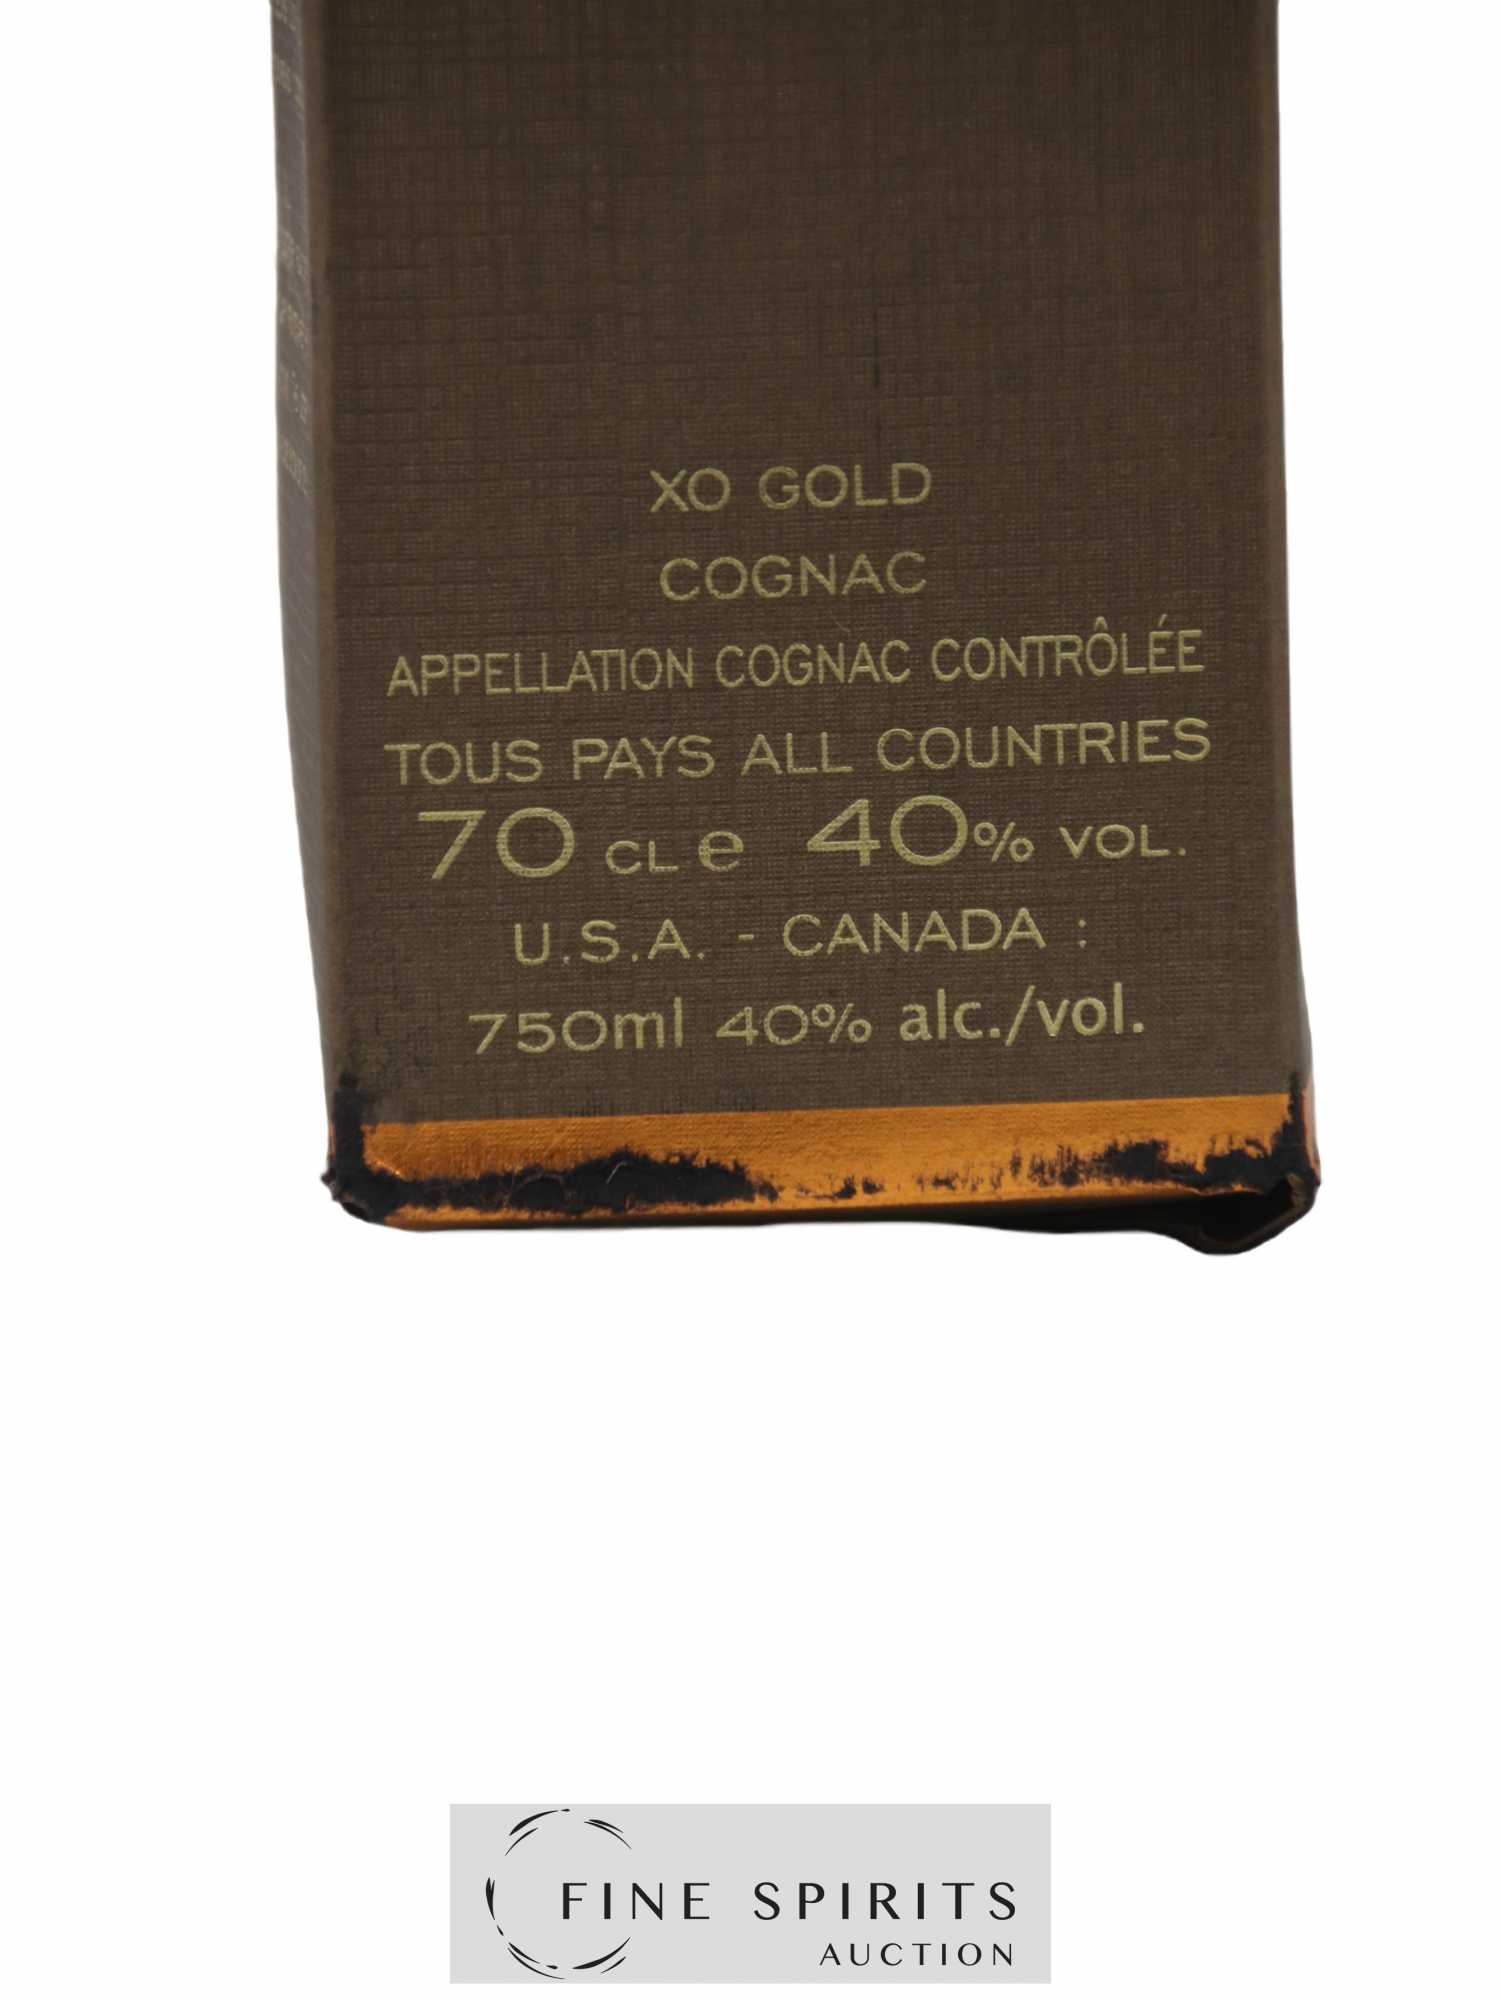 XO GOLD
COGNAC
APPELLATION COGNAC CONTRÔLÉE
TOUS PAYS ALL COUNTRIES
70 CL e 40% VOL.
U.S.A. - CANADA :
750ml 40% alc./vol.
FINE SPIRITS
AUCTION